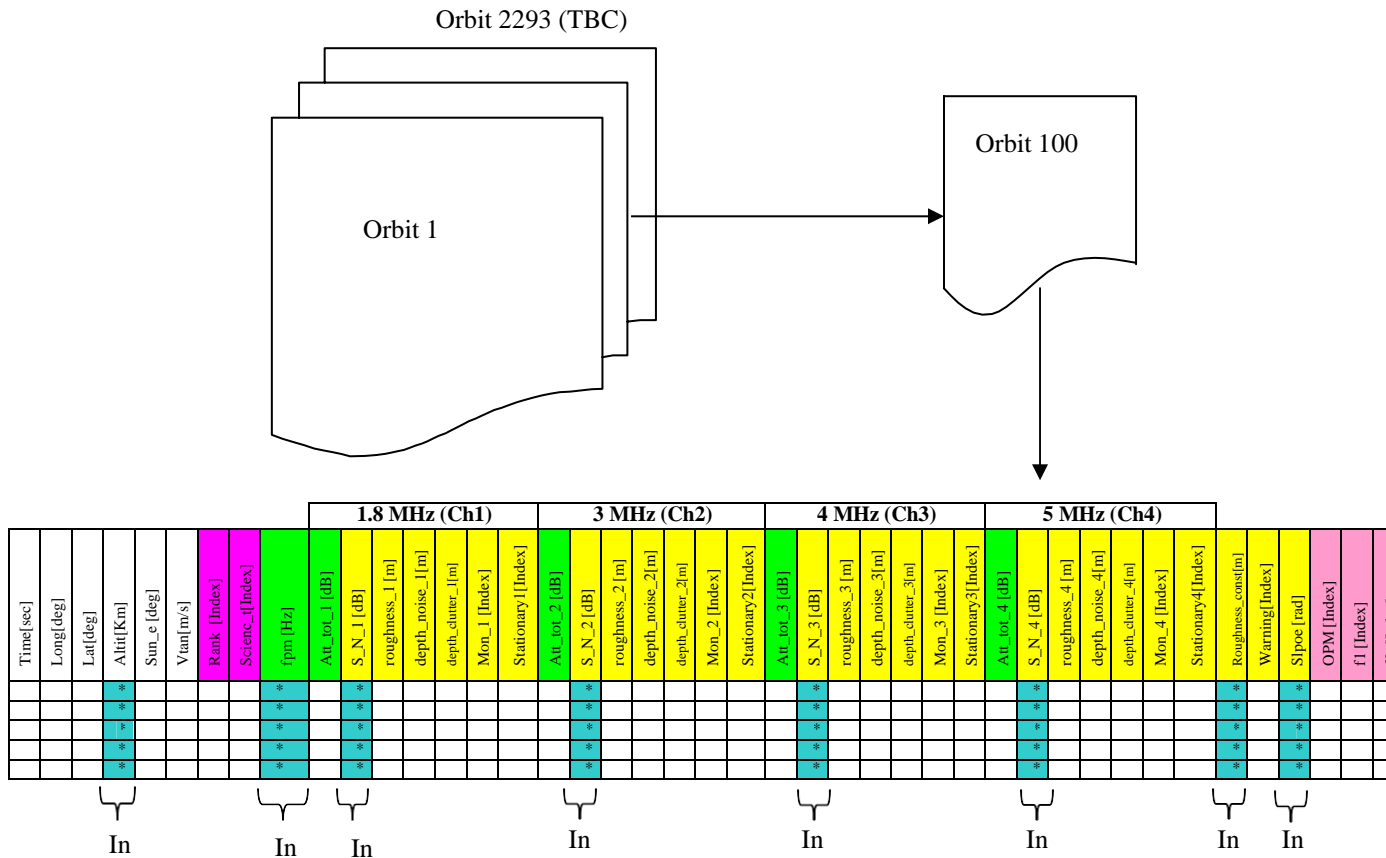 Orbit 2293 (TBC)
Orbit 1
Orbit 100
1.8 MHz (Ch1)
3 MHz (Ch2)
4 MHz (Ch3)
5 MHz (Ch4)
Time[sec]
Long[deg]
Lat[deg]
Altit[Km]
Sun_e [deg]
Vtan[m/s]
Rank [Index]
Scienc_t[Index]
fpm [Hz]
Att_tot_1 [dB]
S_N_1 [dB]
roughness_1 [m]
depth_noise_1[m]
depth_clutter_1[m]
Mon_1 [Index]
Stationary1[Index]
Att_tot_2 [dB]
S_N_2 [dB]
roughness_2 [m]
depth_noise_2[m]
depth_clutter_2[m]
Mon_2 [Index]
Stationary2[Index]
Att_tot_3 [dB]
S_N_3 [dB]
roughness_3 [m]
depth_noise_3[m]
depth_clutter_3[m]
Mon_3 [Index]
Stationary3[Index]
Att_tot_4 [dB]
S_N_4 [dB]
roughness_4 [m]
depth_noise_4[m]
depth_clutter_4[m]
Mon_4 [Index]
Stationary4[Index]
Roughness_const[m]
Warning[Index]
Slpoe [rad]
OPM [Index]
f1 [Index]
* * * * * * * *
* * * * * * * *
* * * * * * * *
* * * * * * * *
* * * * * * * *
In In In In In In In In